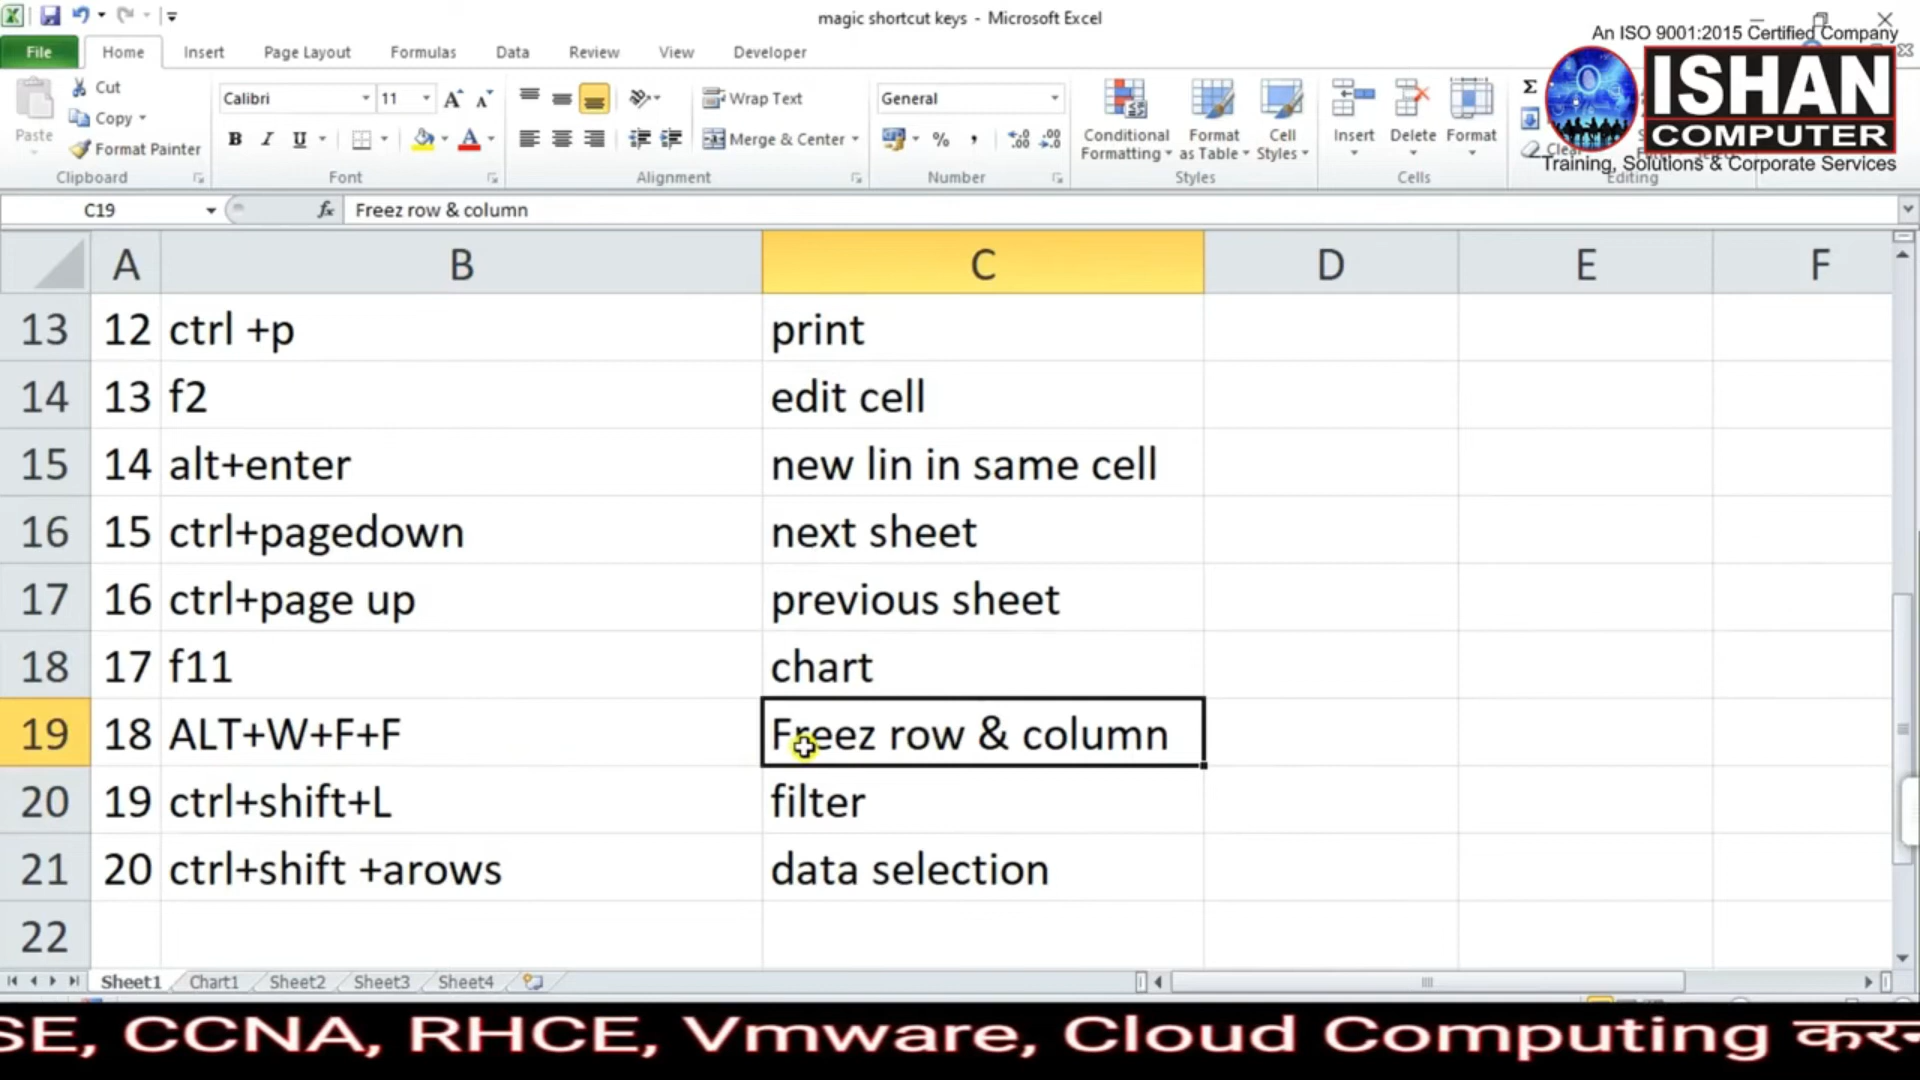 magic shortcut keys - Microsoft Excel
An ISO 9001:2015 Certified Company
ISHAN
COMPUTER
Training, Solutions & Corporate Services
File Home Insert Page Layout Formulas Data Review View Developer
Paste
Cut
Copy
Format Painter
Clipboard
Calibri 11
B I U
Font
Wrap Text
Merge & Center
Alignment
General
% ,
Number
Conditional Formatting
Format as Table
Cell Styles
Styles
Insert Delete Format
Cells
Σ
Clear
Editing
C19 fx Freez row & column
A B C D E F
13 12 ctrl +p print
14 13 f2 edit cell
15 14 alt+enter new lin in same cell
16 15 ctrl+pagedown next sheet
17 16 ctrl+page up previous sheet
18 17 f11 chart
19 18 ALT+W+F+F Freez row & column
20 19 ctrl+shift+L filter
21 20 ctrl+shift +arows data selection
22
Sheet1 Chart1 Sheet2 Sheet3 Sheet4
SE, CCNA, RHCE, Vmware, Cloud Computing